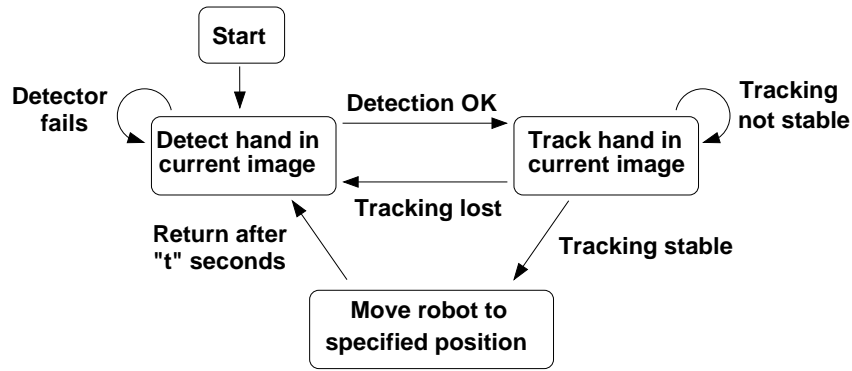 Start
Detector
fails
Detection OK
Tracking
not stable
Detect hand in
current image
Track hand in
current image
Tracking lost
Return after
"t" seconds
Tracking stable
Move robot to
specified position